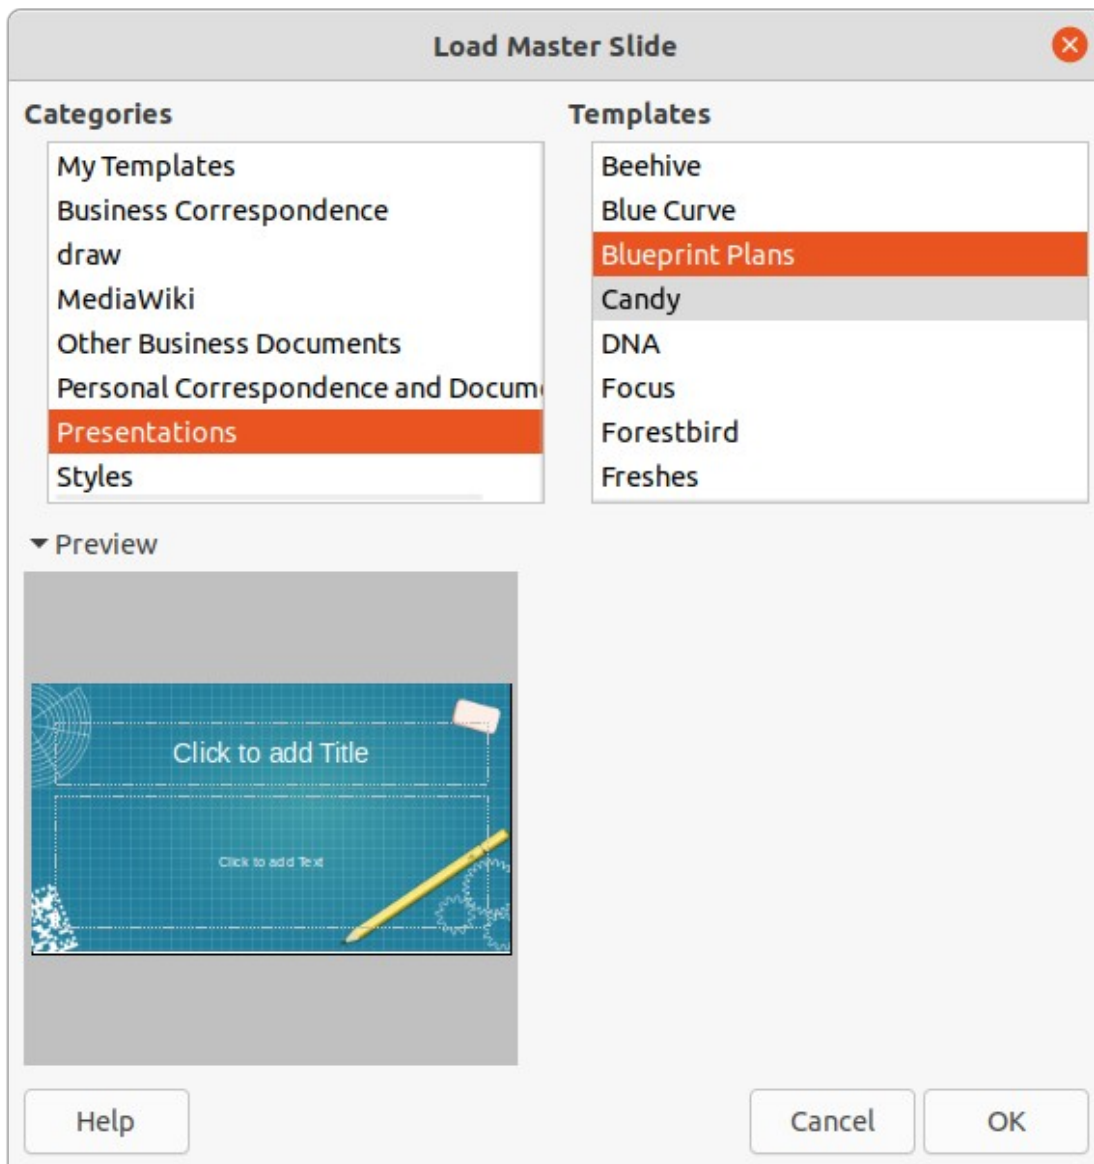 Load Master Slide
Categories
My Templates
Business Correspondence
draw
MediaWiki
Other Business Documents
Personal Correspondence and Docum
Presentations
Styles
Templates
Beehive
Blue Curve
Blueprint Plans
Candy
DNA
Focus
Forestbird
Freshes
Preview
Click to add Title
Click to add Text
Help
Cancel
OK